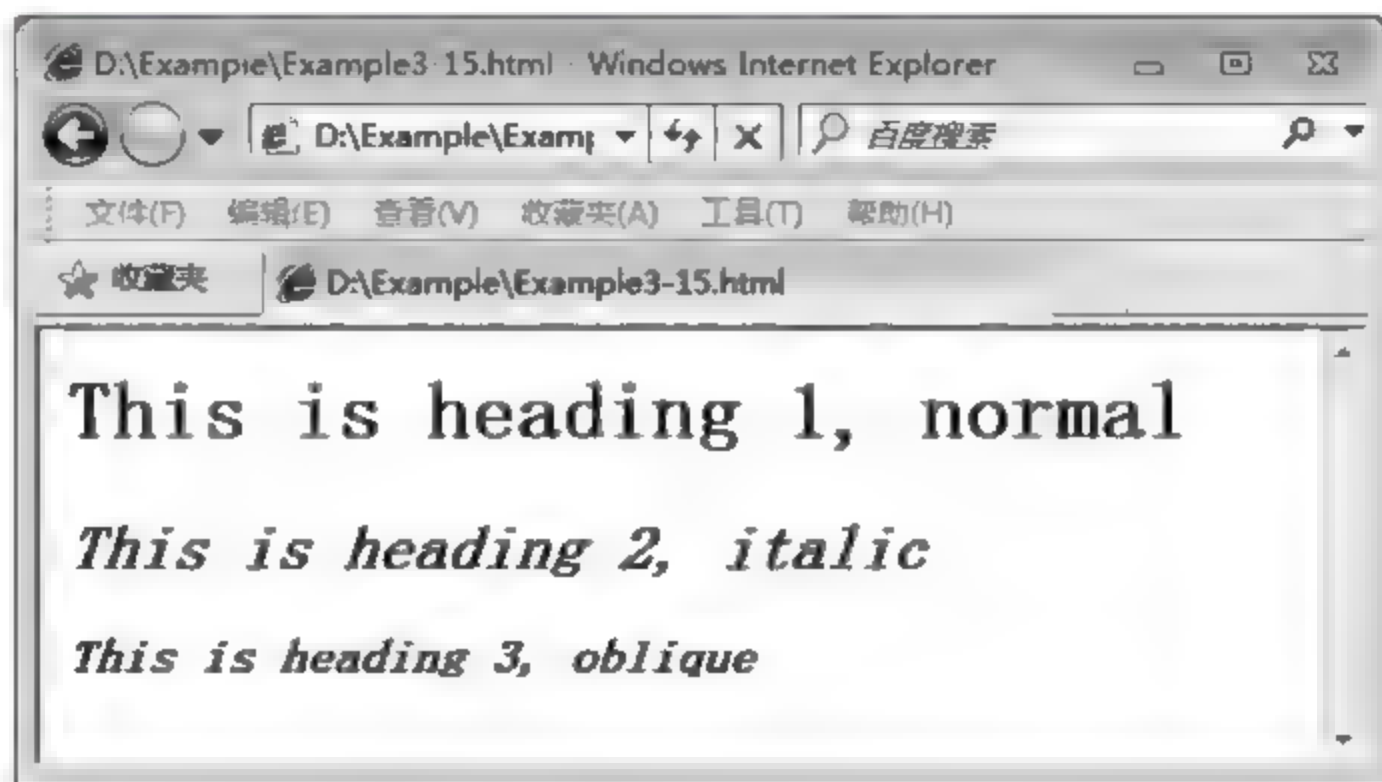 D:\Example\Example3-15.html - Windows Internet Explorer
D:\Example\Examp 百度搜索
文件(F) 编辑(E) 查看(V) 收藏夹(A) 工具(T) 帮助(H)
收藏夹 D:\Example\Example3-15.html
This is heading 1, normal
This is heading 2, italic
This is heading 3, oblique